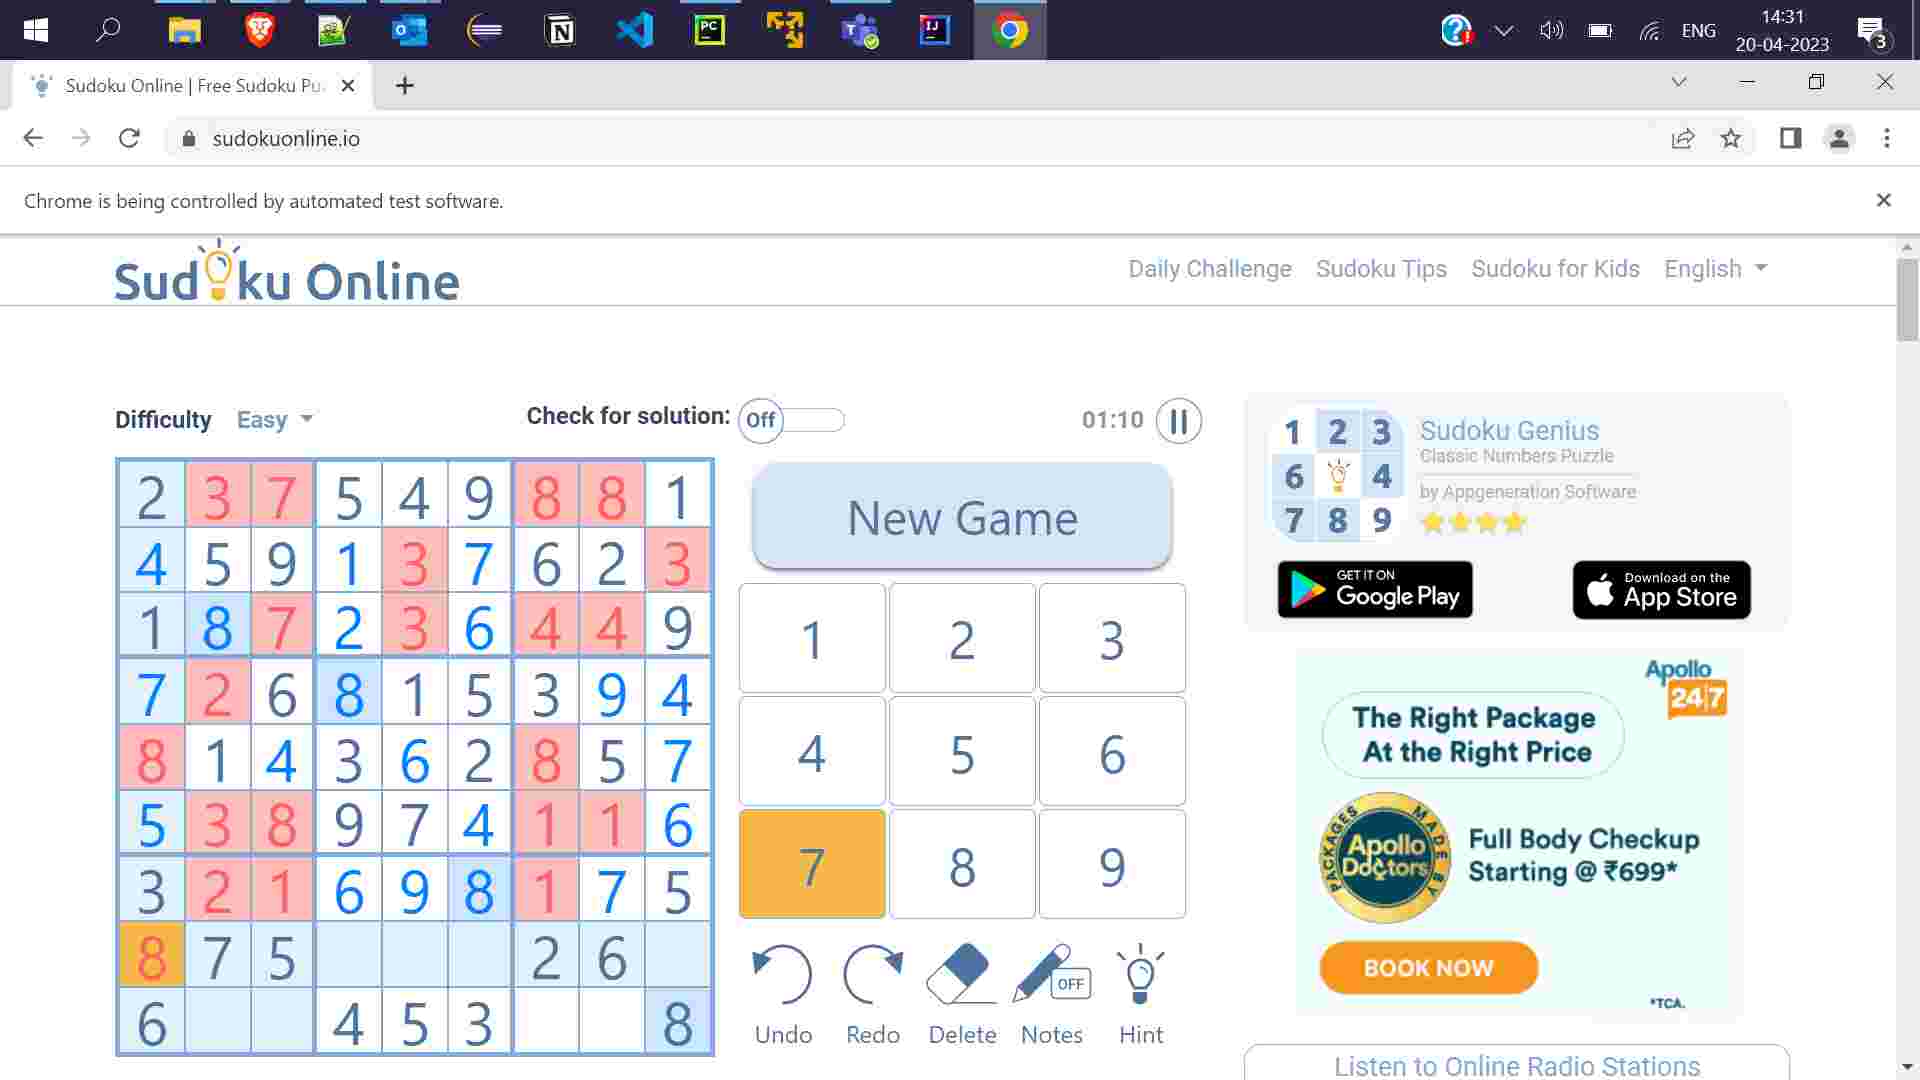 PC
IJ
ENG
14:31
20-04-2023
3
Sudoku Online | Free Sudoku Pu
sudokuonline.io
Chrome is being controlled by automated test software.
Sudoku Online
Daily Challenge Sudoku Tips Sudoku for Kids English
Difficulty Easy Check for solution: Off 01:10
2 3 7 5 4 9 8 8 1
4 5 9 1 3 7 6 2 3
1 8 7 2 3 6 4 4 9
7 2 6 8 1 5 3 9 4
8 1 4 3 6 2 8 5 7
5 3 8 9 7 4 1 1 6
3 2 1 6 9 8 1 7 5
8 7 5 2 6
6 4 5 3 8
New Game
1 2 3
4 5 6
7 8 9
OFF
Undo Redo Delete Notes Hint
1 2 3
6 4
7 8 9
Sudoku Genius
Classic Numbers Puzzle
by Appgeneration Software
GET IT ON
Google Play
Download on the
App Store
Apollo
24|7
The Right Package
At the Right Price
PACKAGES MADE BY
Apollo
Doctors
Full Body Checkup
Starting @ ₹699*
BOOK NOW
*TCA.
Listen to Online Radio Stations